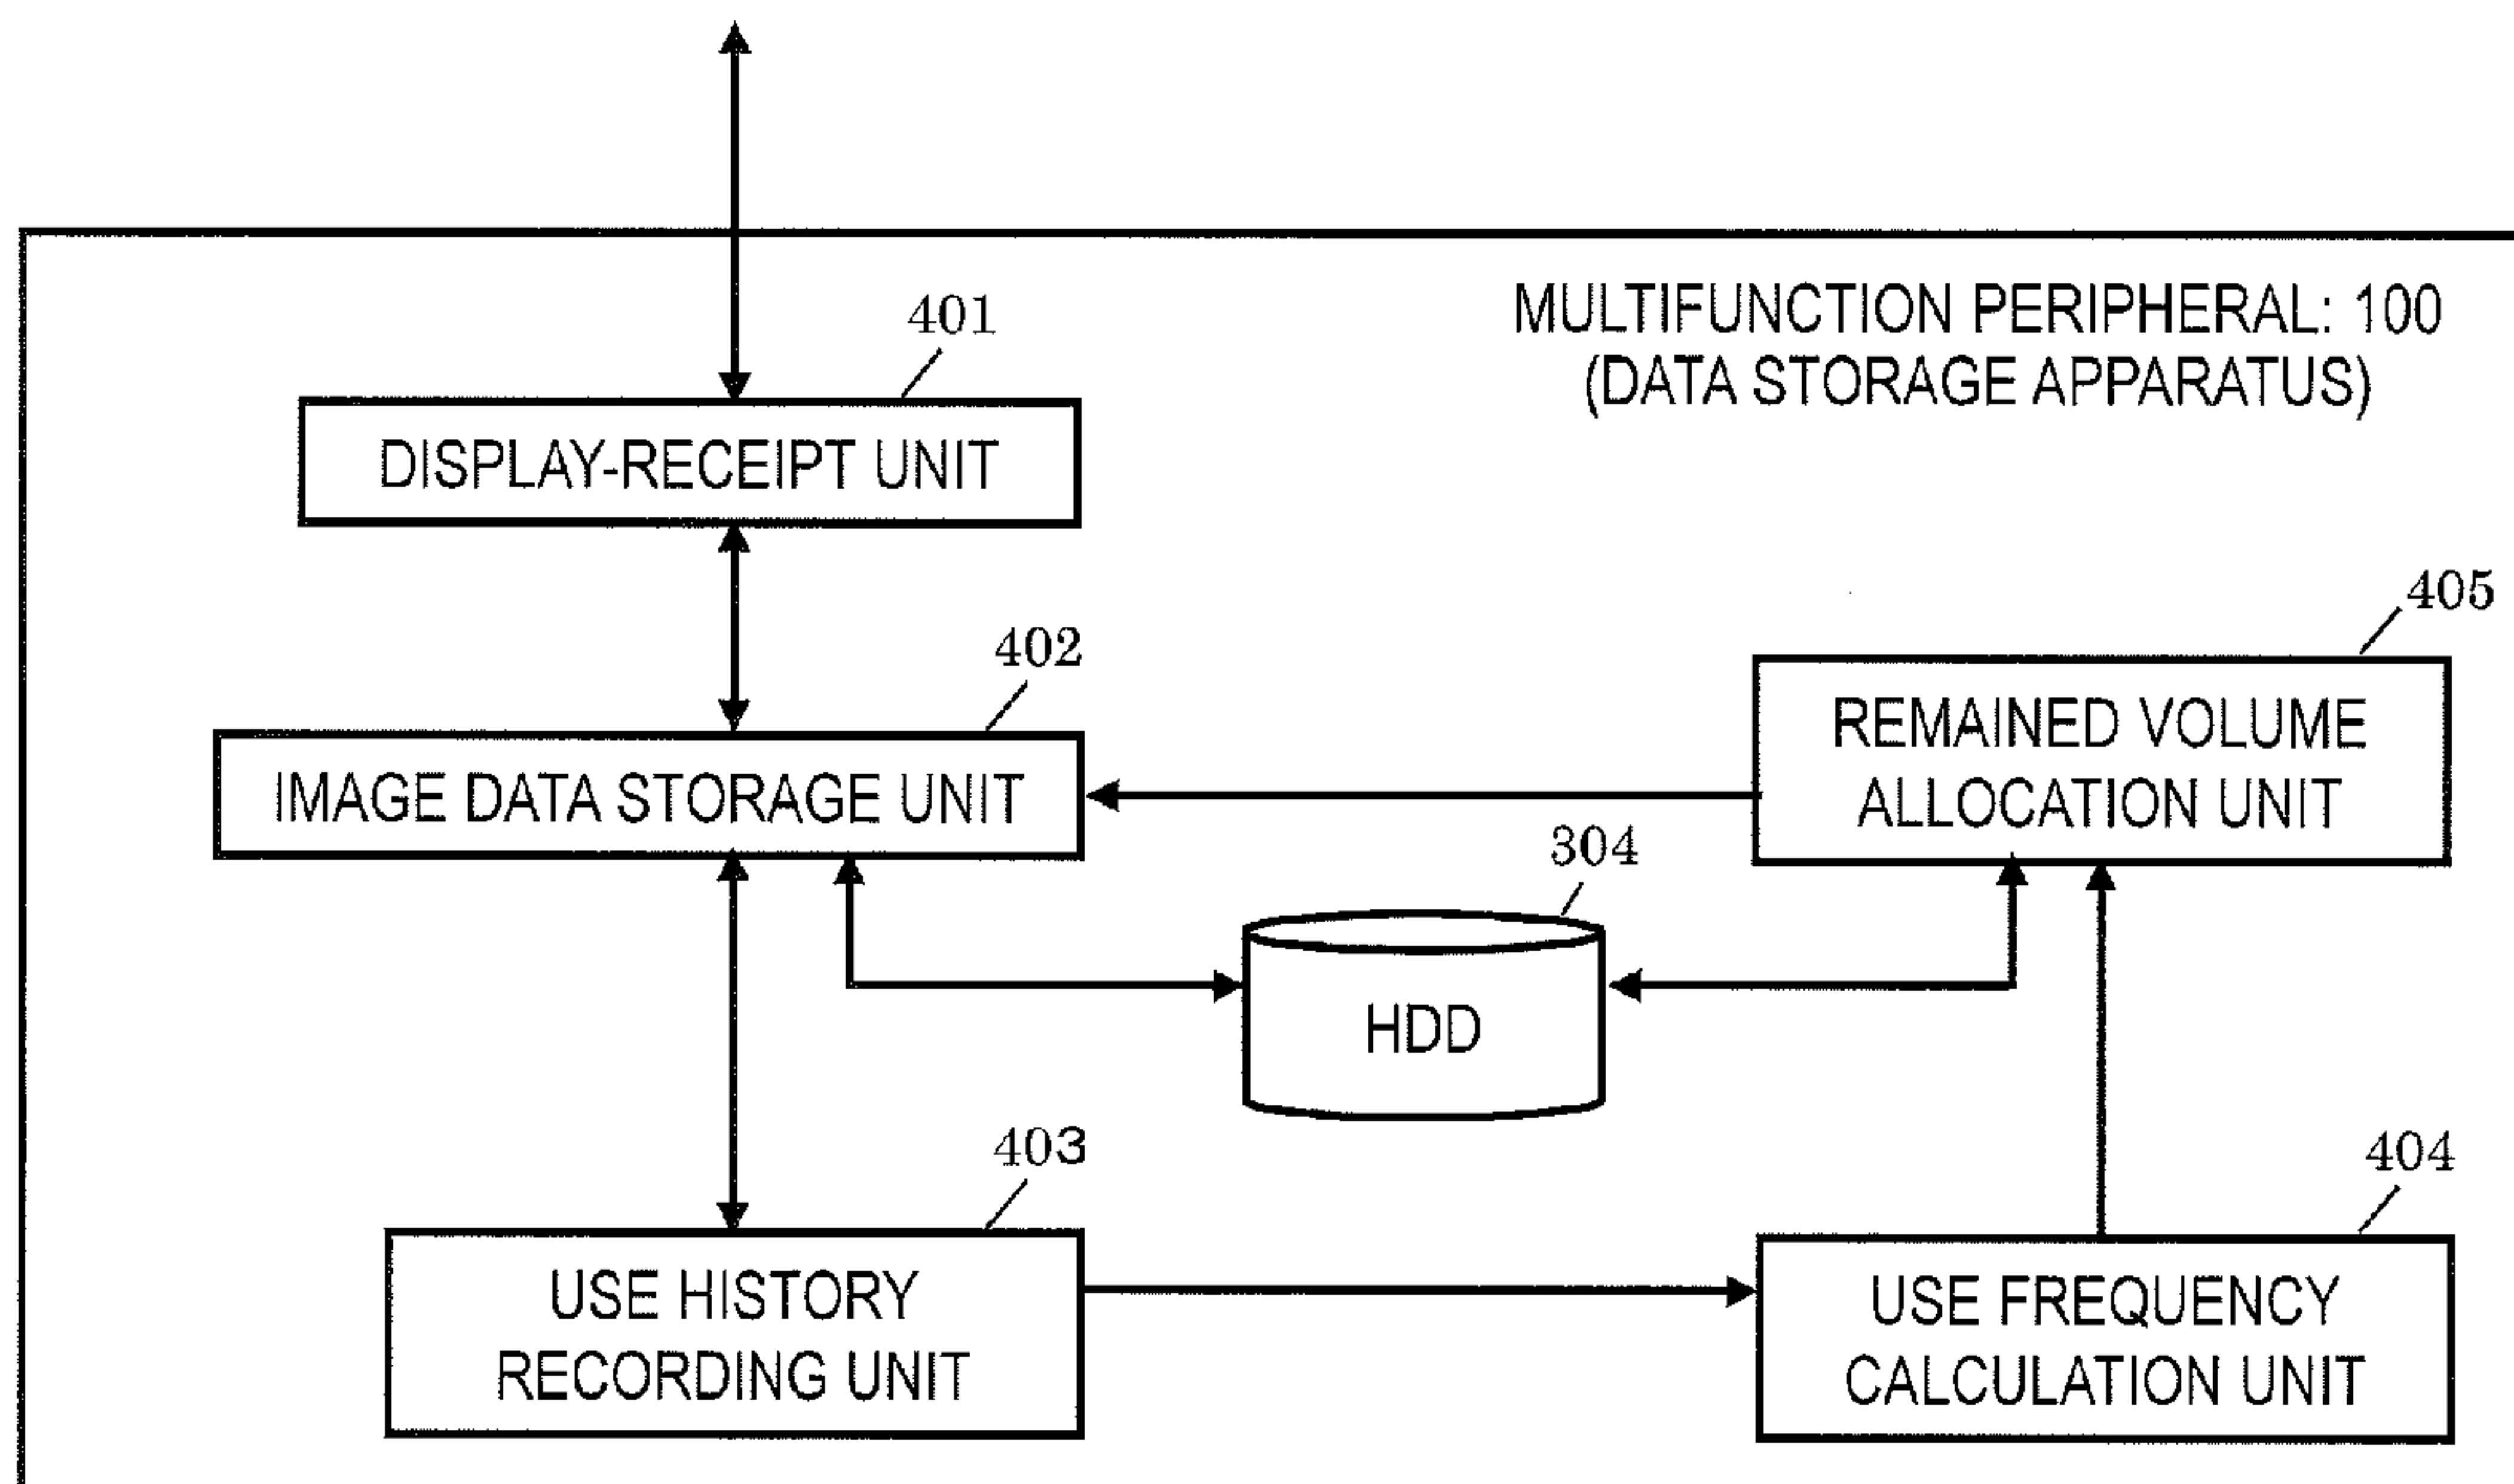 MULTIFUNCTION PERIPHERAL: 100
(DATA STORAGE APPARATUS)
401
DISPLAY-RECEIPT UNIT
402
IMAGE DATA STORAGE UNIT
405
REMAINED VOLUME
ALLOCATION UNIT
304
HDD
403
USE HISTORY
RECORDING UNIT
404
USE FREQUENCY
CALCULATION UNIT